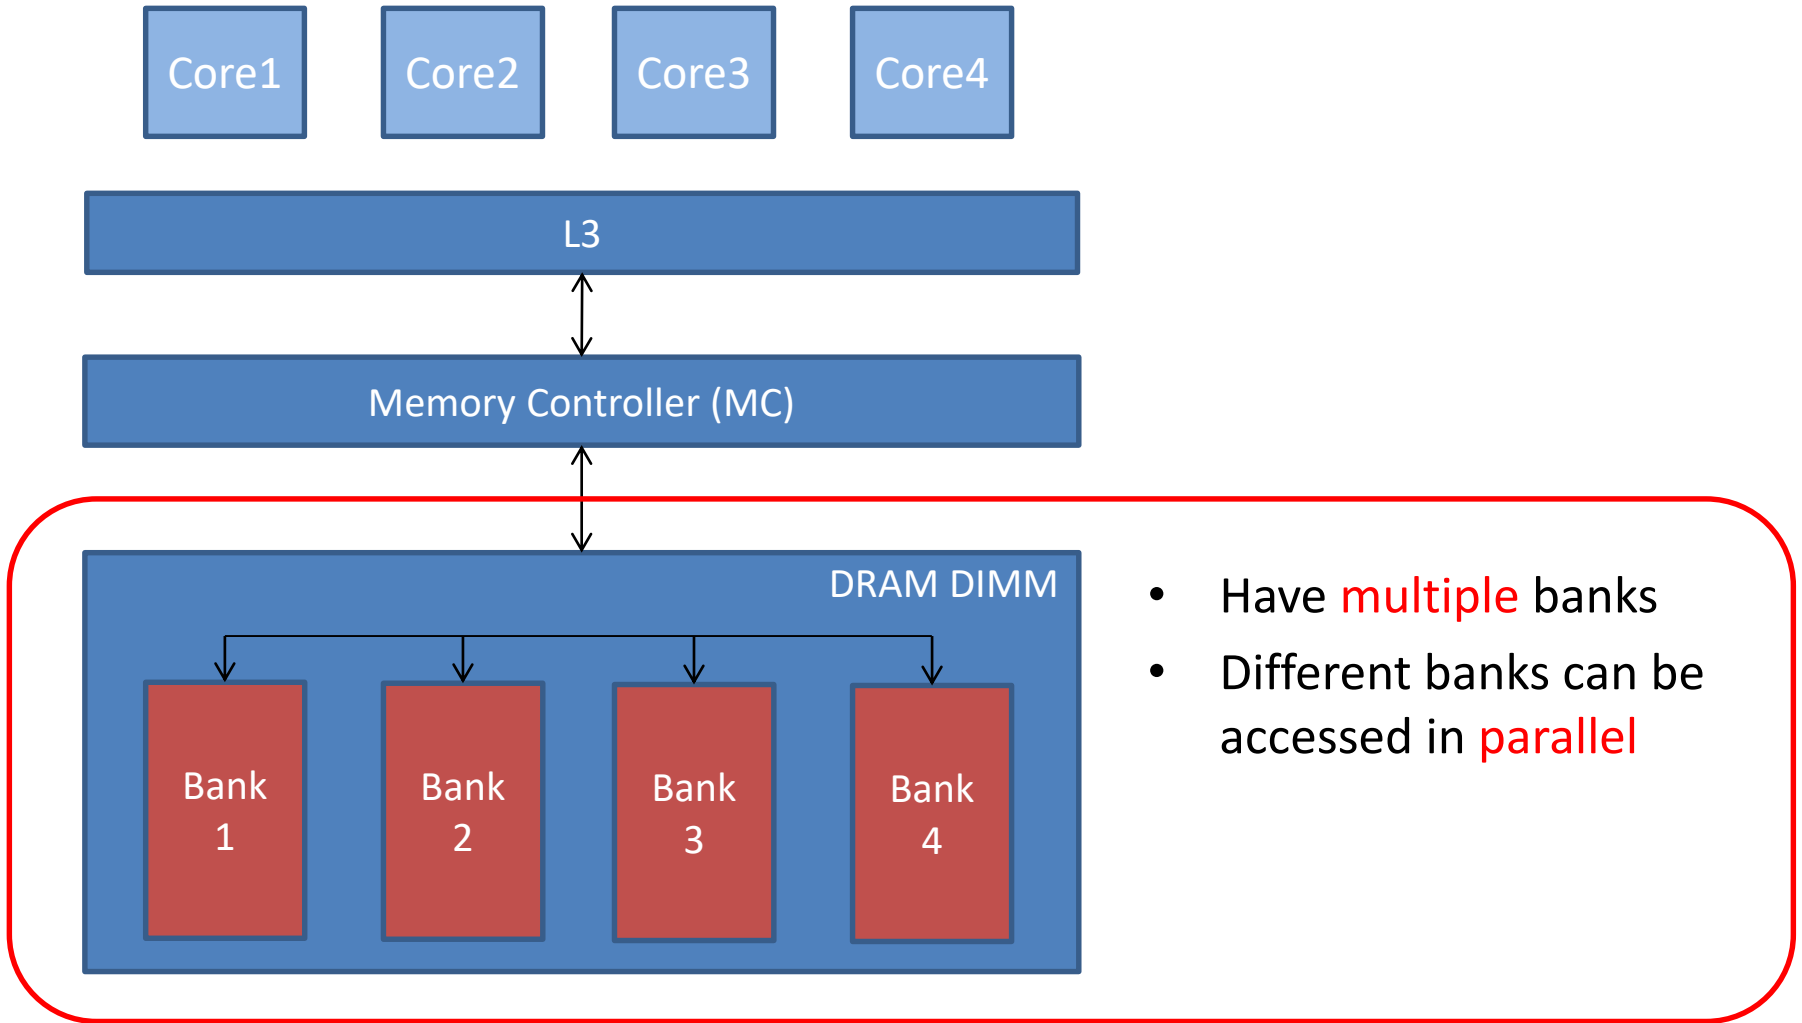 Core1 Core2 Core3 Core4
L3
Memory Controller (MC)
DRAM DIMM
Bank
1
Bank
2
Bank
3
Bank
4
• Have multiple banks
• Different banks can be
accessed in parallel